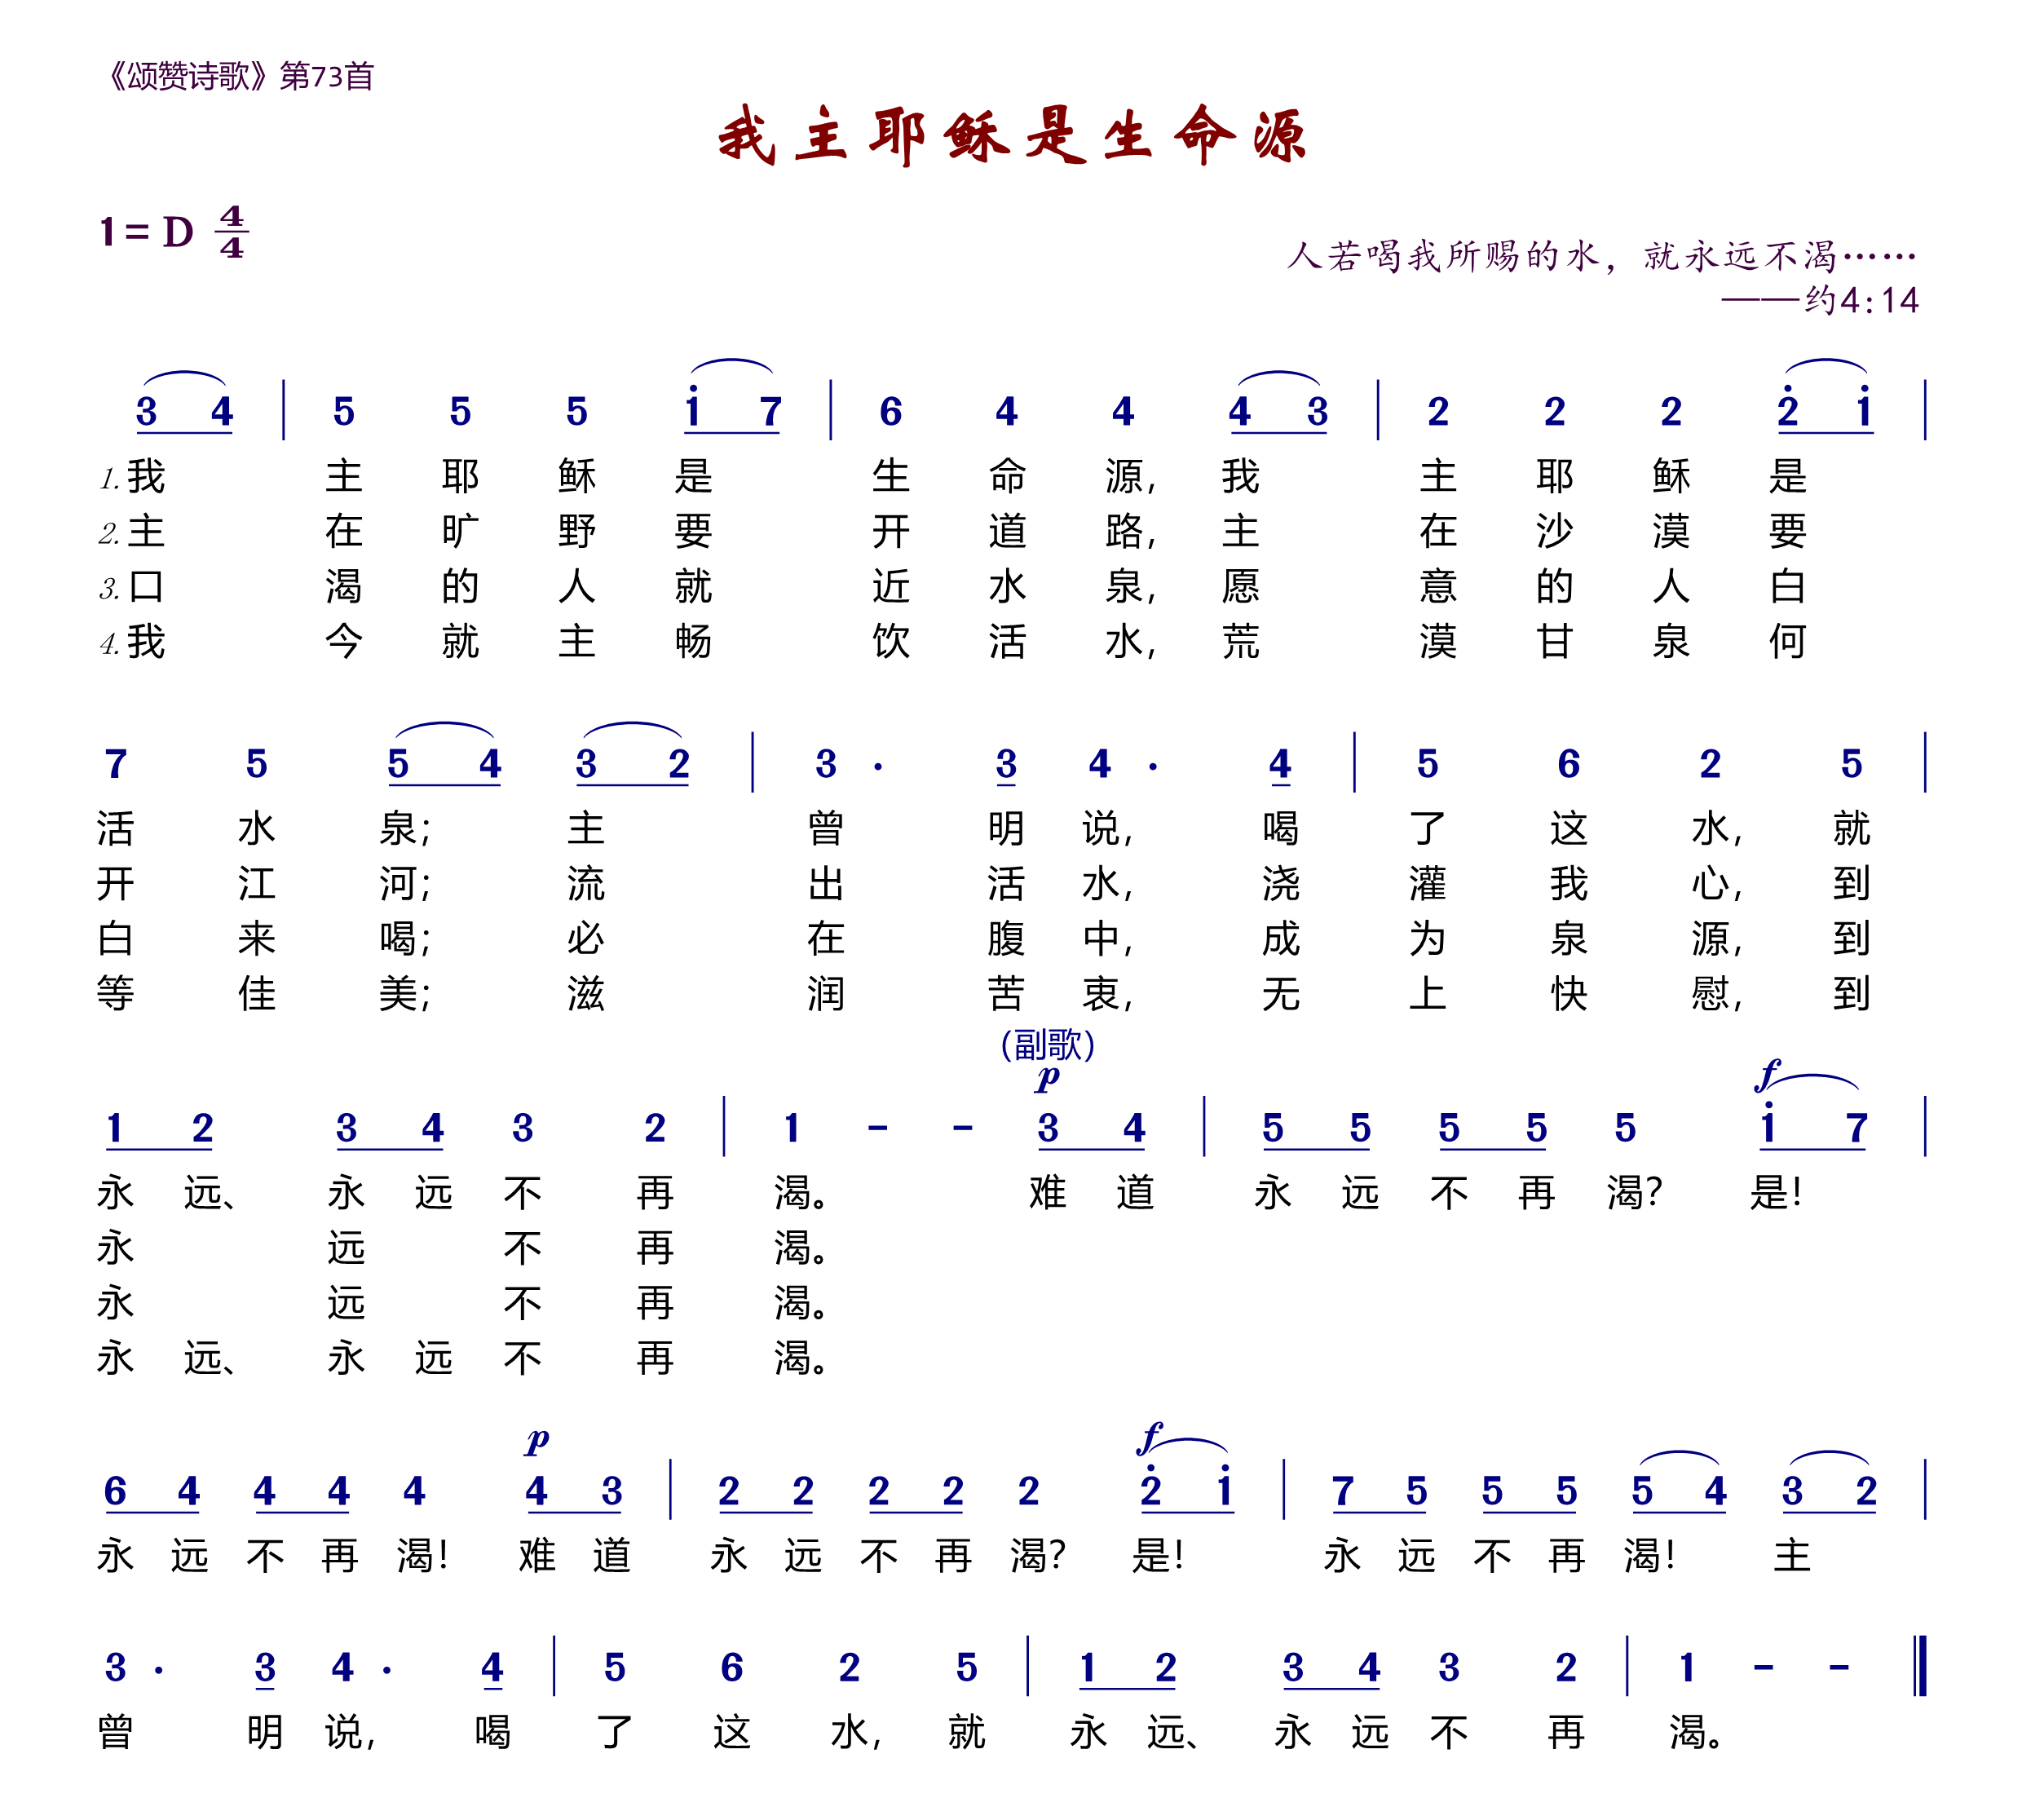 《颂赞诗歌》第73首
我主耶稣是生命源
1=D 4/4
人若喝我所赐的水，就永远不渴……
——约4:14
3 4 | 5 5 5 i 7 | 6 4 4 4 3 | 2 2 2 2̇ i |
1.我 主 耶 稣 是 生 命 源，我 主 耶 稣 是
2.主 在 旷 野 要 开 道 路，主 在 沙 漠 要
3.口 渴 的 人 就 近 水 泉，愿 意 的 人 白
4.我 今 就 主 畅 饮 活 水，荒 漠 甘 泉 何
7 5 5 4 3 2 | 3 · 3 4 · 4 | 5 6 2 5 |
活 水 泉；主 曾 明 说，喝 了 这 水，就
开 江 河；流 出 活 水，浇 灌 我 心，到
白 来 喝；必 在 腹 中，成 为 泉 源，到
等 佳 美；滋 润 苦 衷，无 上 快 慰，到
(副歌)
p f
1 2 3 4 3 2 | 1 - - 3 4 | 5 5 5 5 5 i 7 |
永 远、永 远 不 再 渴。难 道 永 远 不 再 渴？是！
永 远 不 再 渴。
永 远 不 再 渴。
永 远、永 远 不 再 渴。
p f
6 4 4 4 4 4 3 | 2 2 2 2 2 2̇ i | 7 5 5 5 5 4 3 2 |
永 远 不 再 渴！难 道 永 远 不 再 渴？是！永 远 不 再 渴！主
3 · 3 4 · 4 | 5 6 2 5 | 1 2 3 4 3 2 | 1 - - ‖
曾 明 说，喝 了 这 水，就 永 远、永 远 不 再 渴。